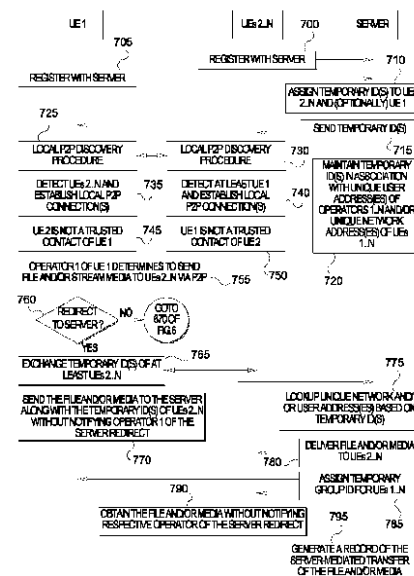 UE 1
UEs 2...N
SERVER
700
705
REGISTER WITH SERVER
710
REGISTER WITH SERVER
ASSIGN TEMPORARY ID(S) TO UEs
2...N AND (OPTIONALLY) UE 1
725
SEND TEMPORARY ID(S)
715
LOCAL P2P DISCOVERY
PROCEDURE
LOCAL P2P DISCOVERY
PROCEDURE
730
MAINTAIN TEMPORARY
ID(S) IN ASSOCIATION
WITH UNIQUE USER
ADDRESS(ES) OF
OPERATORS 1...N AND/OR
UNIQUE NETWORK
ADDRESS(ES) OF UEs
1...N
DETECT UEs 2...N AND
ESTABLISH LOCAL P2P
CONNECTION(S)
735
DETECT AT LEAST UE 1
AND ESTABLISH LOCAL
P2P CONNECTION(S)
740
UE 2 IS NOT A TRUSTED
CONTACT OF UE 1
745
UE 1 IS NOT A TRUSTED
CONTACT OF UE 2
750
720
OPERATOR 1 OF UE 1 DETERMINES TO SEND
FILE AND/OR STREAM MEDIA TO UEs 2...N VIA P2P
755
760
REDIRECT
TO SERVER?
NO
GO TO
670 OF
FIG. 6
YES
765
EXCHANGE TEMPORARY ID(S) OF AT
LEAST UEs 2...N
775
SEND THE FILE AND/OR MEDIA TO THE SERVER
ALONG WITH THE TEMPORARY ID(S) OF UEs 2...N
WITHOUT NOTIFYING OPERATOR 1 OF THE
SERVER REDIRECT
770
LOOKUP UNIQUE NETWORK AND/
OR USER ADDRESS(ES) BASED ON
TEMPORARY ID(S)
780
DELIVER FILE AND/OR MEDIA
TO UEs 2...N
790
OBTAIN THE FILE AND/OR MEDIA WITHOUT NOTIFYING
RESPECTIVE OPERATOR OF THE SERVER REDIRECT
ASSIGN TEMPORARY
GROUP ID FOR UEs 1...N
795
785
GENERATE A RECORD OF THE
SERVER-MEDIATED TRANSFER
OF THE FILE AND/OR MEDIA